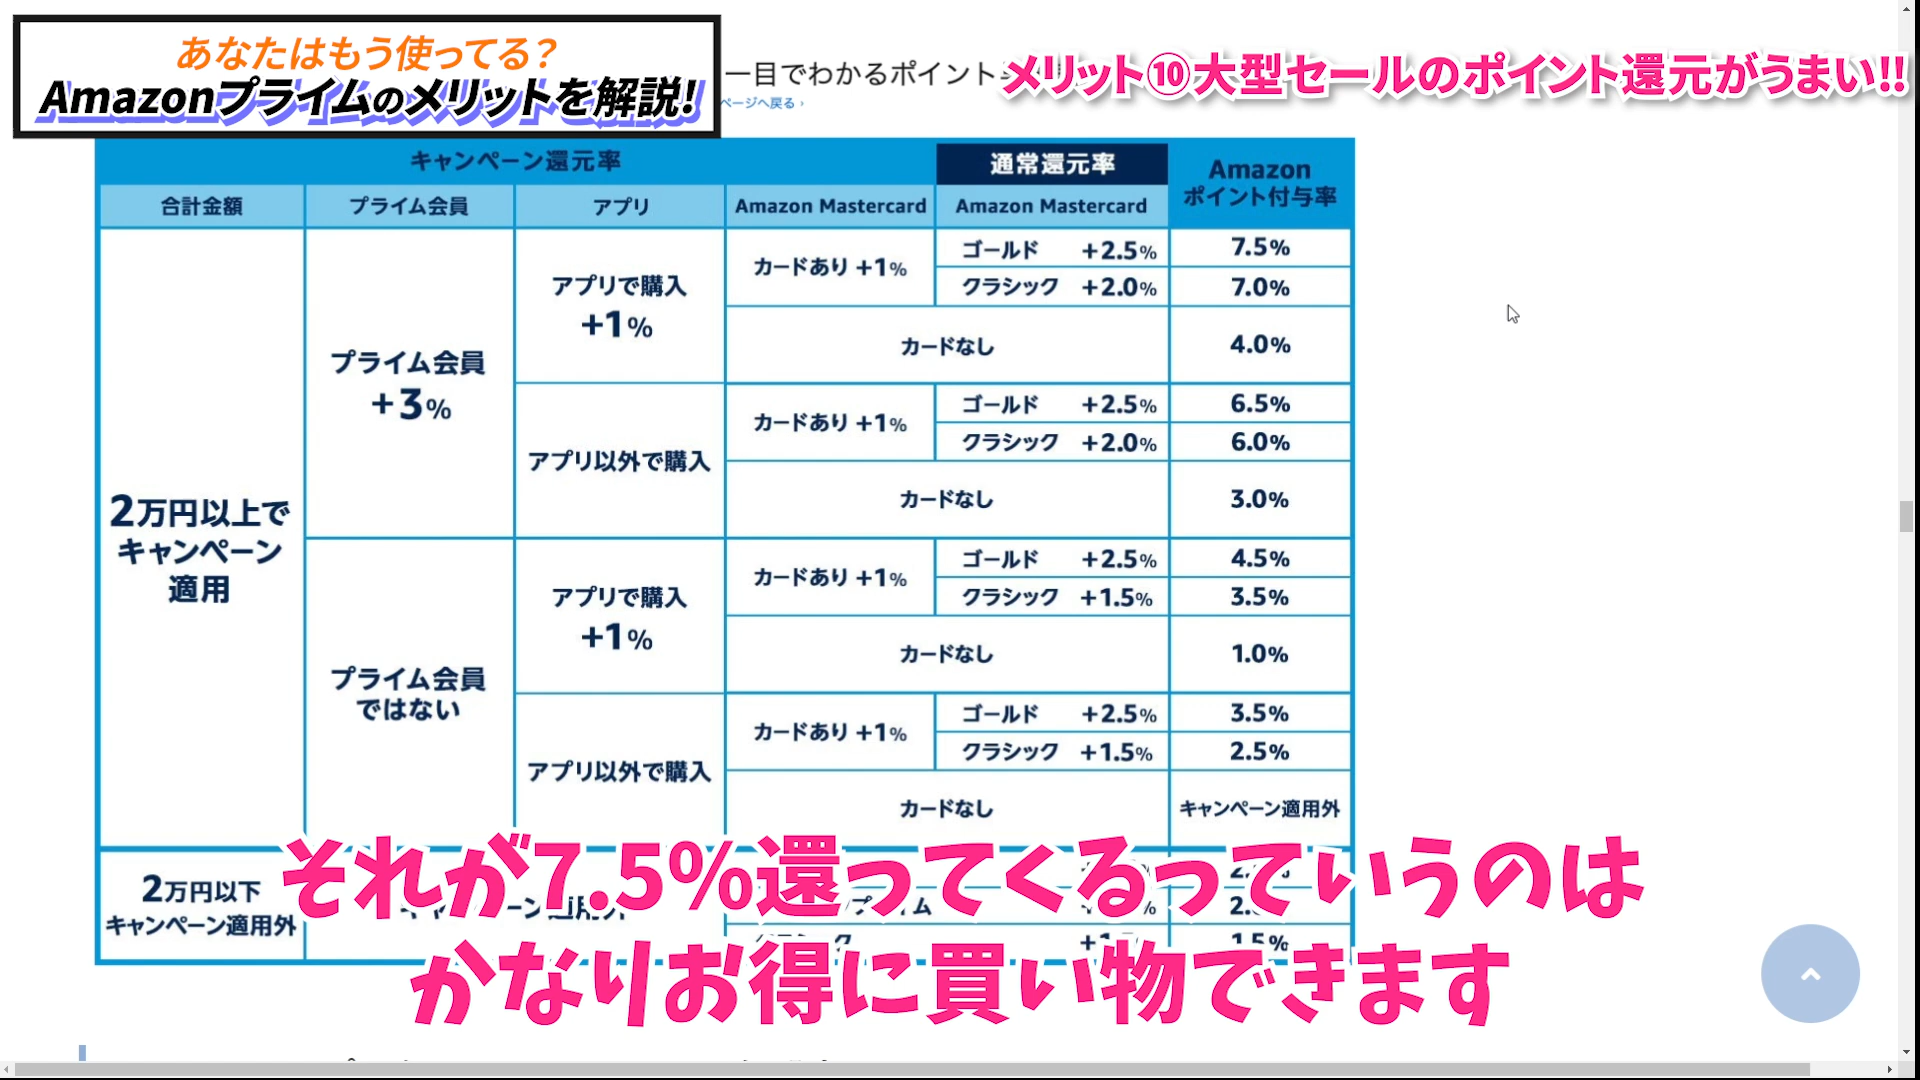 あなたはもう使ってる？
Amazonプライムのメリットを解説！
一目でわかるポイント
メリット⑩大型セールのポイント還元がうまい!!
ページへ戻る ›
キャンペーン還元率
通常還元率
Amazon
ポイント付与率
合計金額
プライム会員
アプリ
Amazon Mastercard
Amazon Mastercard
2万円以上で
キャンペーン
適用
プライム会員
+3%
アプリで購入
+1%
カードあり +1%
ゴールド +2.5%
7.5%
クラシック +2.0%
7.0%
カードなし
4.0%
アプリ以外で購入
カードあり +1%
ゴールド +2.5%
6.5%
クラシック +2.0%
6.0%
カードなし
3.0%
プライム会員
ではない
アプリで購入
+1%
カードあり +1%
ゴールド +2.5%
4.5%
クラシック +1.5%
3.5%
カードなし
1.0%
アプリ以外で購入
カードあり +1%
ゴールド +2.5%
3.5%
クラシック +1.5%
2.5%
カードなし
キャンペーン適用外
2万円以下
キャンペーン適用外
1.5%
それが7.5%還ってくるっていうのは
かなりお得に買い物できます